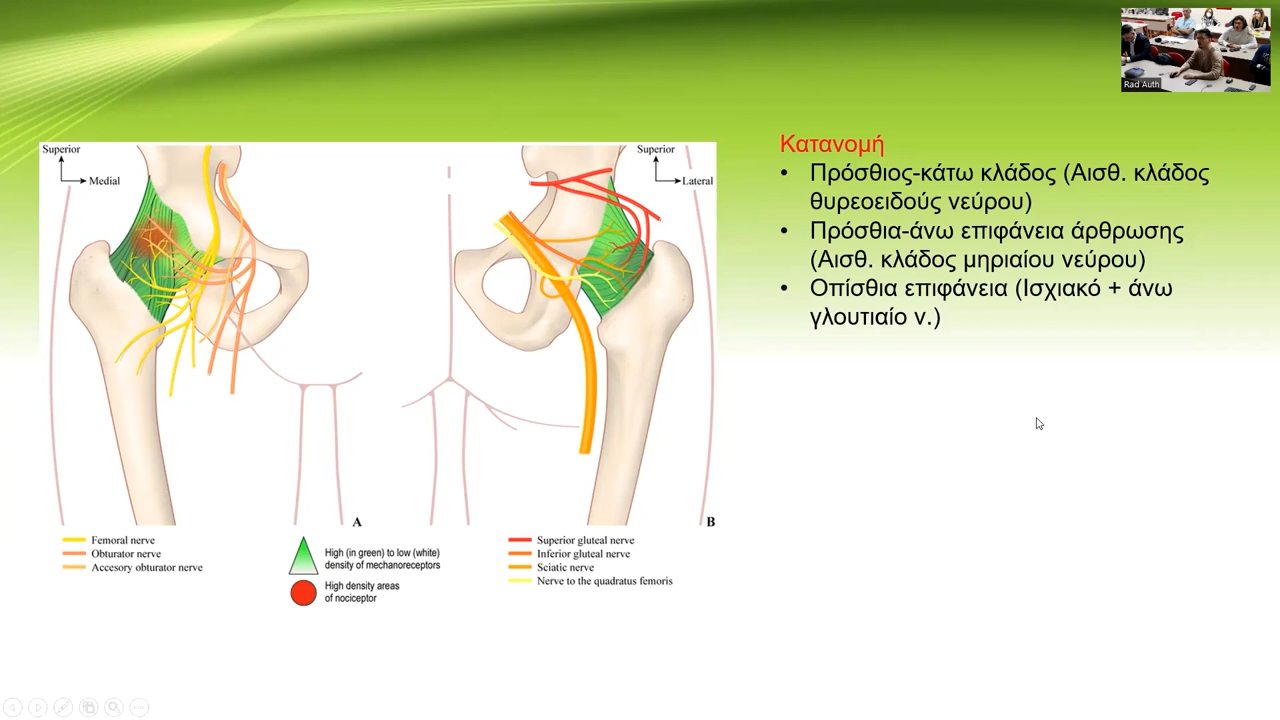 Rad Auth
Superior
Medial
Superior
Lateral
A
B
Femoral nerve
Obturator nerve
Accesory obturator nerve
High (in green) to low (white)
density of mechanoreceptors
High density areas
of nociceptor
Superior gluteal nerve
Inferior gluteal nerve
Sciatic nerve
Nerve to the quadratus femoris
Κατανομή
• Πρόσθιος-κάτω κλάδος (Αισθ. κλάδος
θυρεοειδούς νεύρου)
• Πρόσθια-άνω επιφάνεια άρθρωσης
(Αισθ. κλάδος μηριαίου νεύρου)
• Οπίσθια επιφάνεια (Ισχιακό + άνω
γλουτιαίο ν.)